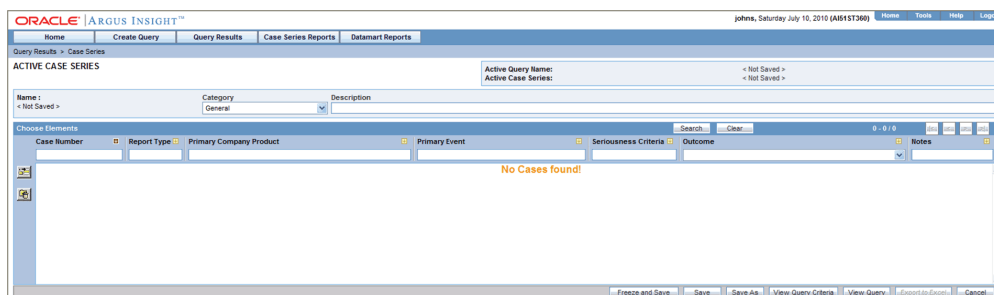 ORACLE® | ARGUS INSIGHT™
johns, Saturday July 10, 2010 (AI51ST360)
Home Tools Help
Home Create Query Query Results Case Series Reports Datamart Reports
Query Results > Case Series
ACTIVE CASE SERIES
Active Query Name: < Not Saved >
Active Case Series: < Not Saved >
Name : Category Description
< Not Saved > General
Choose Elements Search Clear 0 - 0 / 0
Case Number Report Type Primary Company Product Primary Event Seriousness Criteria Outcome Notes
No Cases found!
Freeze and Save Save Save As View Query Criteria View Query Export to Excel Cancel